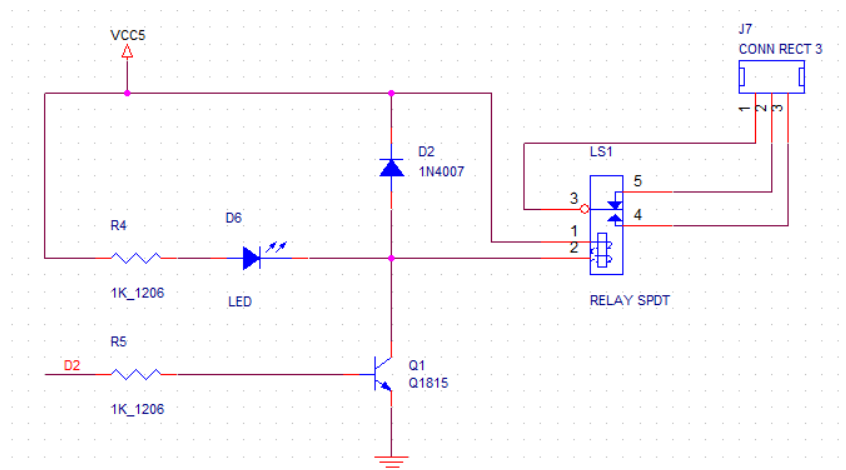 VCC5
J7
CONN RECT 3
1
2
3
D2
1N4007
LS1
5
3
4
1
2
R4
D6
1K_1206
LED
RELAY SPDT
R5
D2
Q1
Q1815
1K_1206